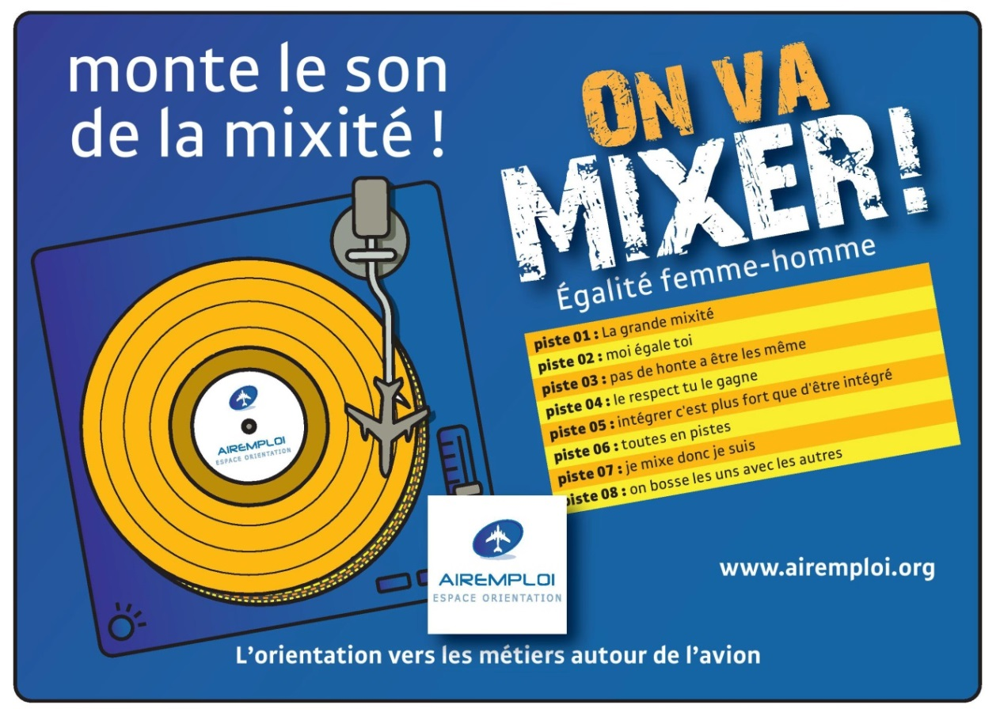 monte le son
de la mixité !
ON VA
MIXER!
Égalité femme-homme
piste 01 : La grande mixité
piste 02 : moi égale toi
piste 03 : pas de honte a être les même
piste 04 : le respect tu le gagne
piste 05 : intégrer c'est plus fort que d'être intégré
piste 06 : toutes en pistes
piste 07 : je mixe donc je suis
piste 08 : on bosse les uns avec les autres
AIREMPLOI
ESPACE ORIENTATION
AIREMPLOI
ESPACE ORIENTATION
www.airemploi.org
L'orientation vers les métiers autour de l'avion